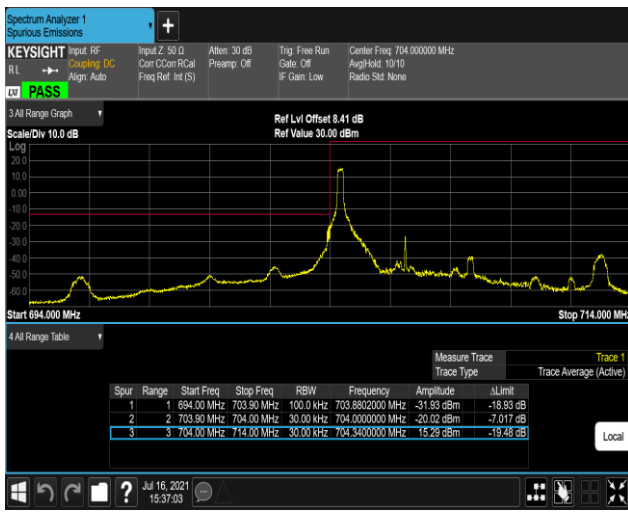 Spectrum Analyzer 1
Spurious Emissions
KEYSIGHT Input: RF Input Z: 50 Ω Atten: 30 dB Trig: Free Run Center Freq: 704.000000 MHz
RL Coupling: DC Corr CCorr RCal Preamp: Off Gate: Off Avg|Hold: 10/10
Align: Auto Freq Ref: Int (S) IF Gain: Low Radio Std: None
LXI PASS
3 All Range Graph
Ref Lvl Offset 8.41 dB
Scale/Div 10.0 dB Ref Value 30.00 dBm
Log
20.0
10.0
0.00
-10.0
-20.0
-30.0
-40.0
-50.0
-60.0
Start 694.000 MHz Stop 714.000 MHz
4 All Range Table
Measure Trace Trace 1
Trace Type Trace Average (Active)
Spur Range Start Freq Stop Freq RBW Frequency Amplitude ΔLimit
1 1 694.00 MHz 703.90 MHz 100.0 kHz 703.8802000 MHz -31.93 dBm -18.93 dB
2 2 703.90 MHz 704.00 MHz 30.00 kHz 704.0000000 MHz -20.02 dBm -7.017 dB
3 3 704.00 MHz 714.00 MHz 30.00 kHz 704.3400000 MHz 15.29 dBm -19.48 dB
Local
? Jul 16, 2021
15:37:03